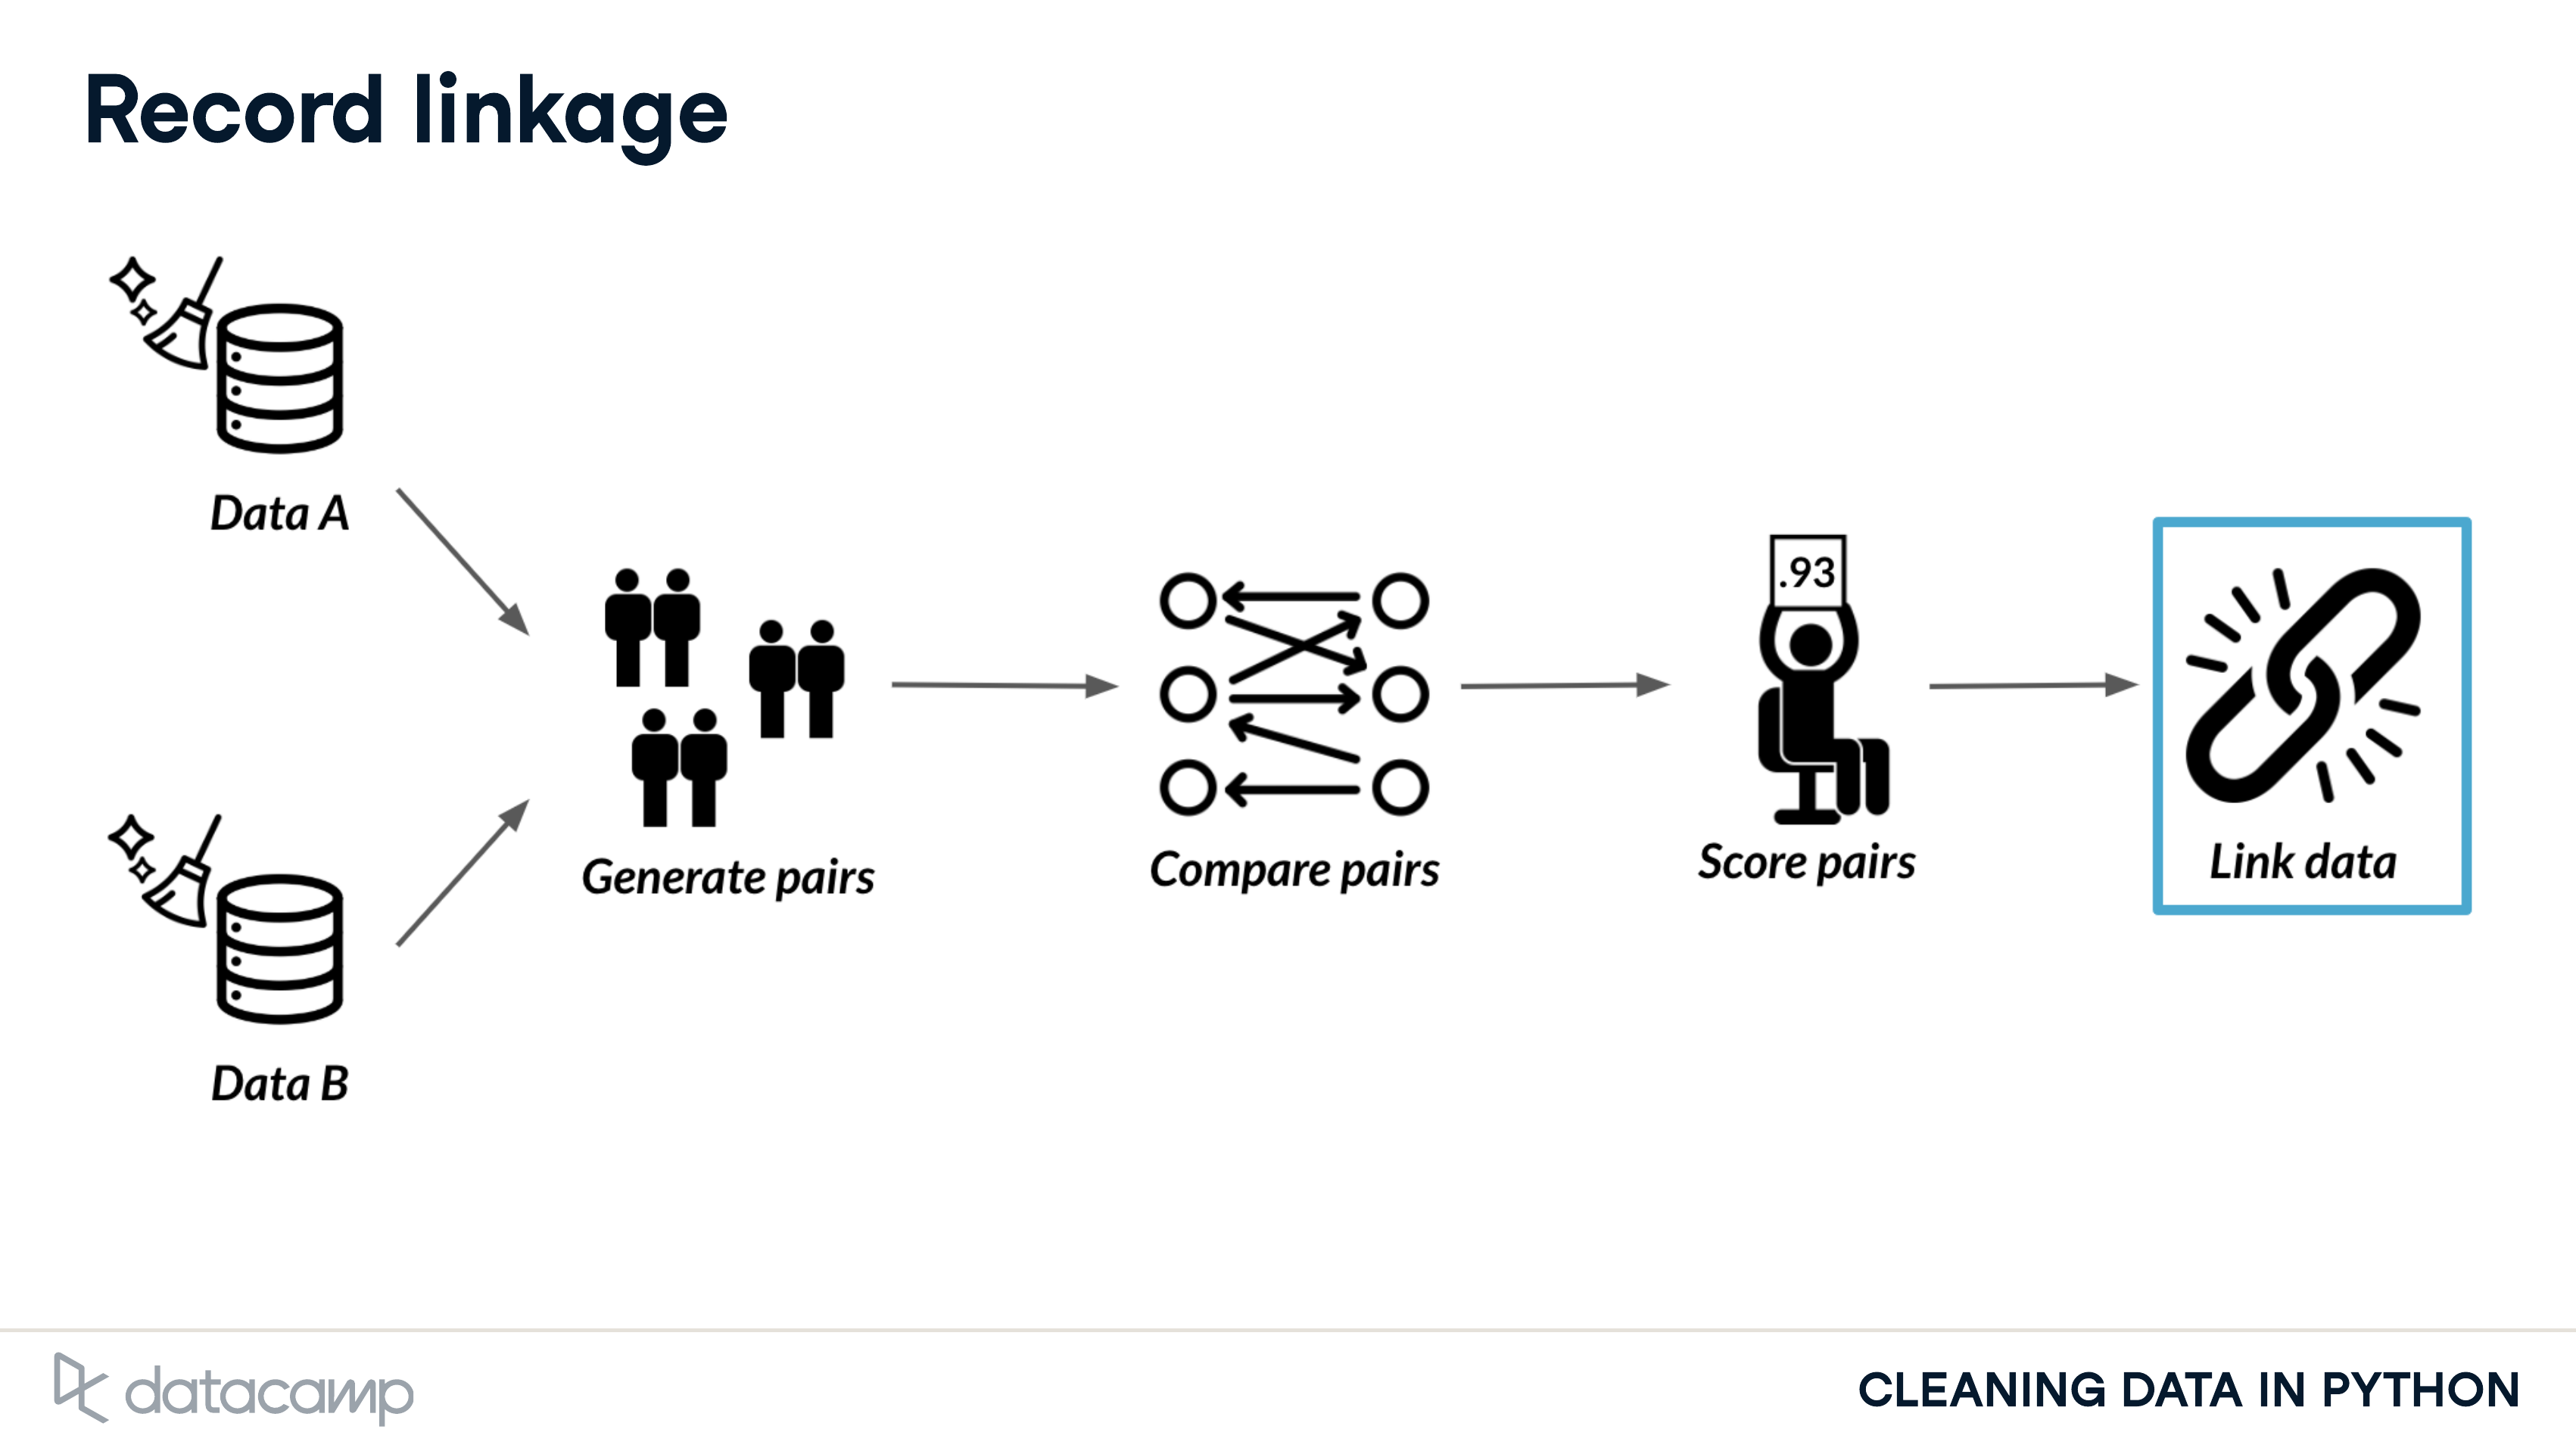 Record linkage
Data A
Data B
Generate pairs
Compare pairs
.93
Score pairs
Link data
datacamp
CLEANING DATA IN PYTHON